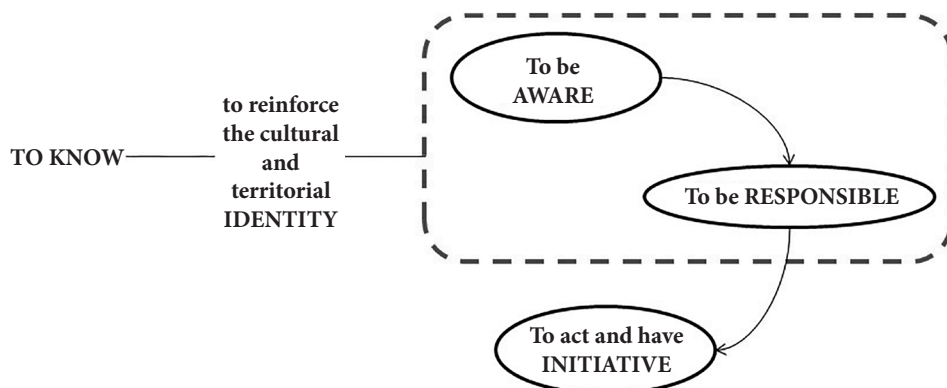 TO KNOW
to reinforce
the cultural
and
territorial
IDENTITY
To be
AWARE
To be RESPONSIBLE
To act and have
INITIATIVE